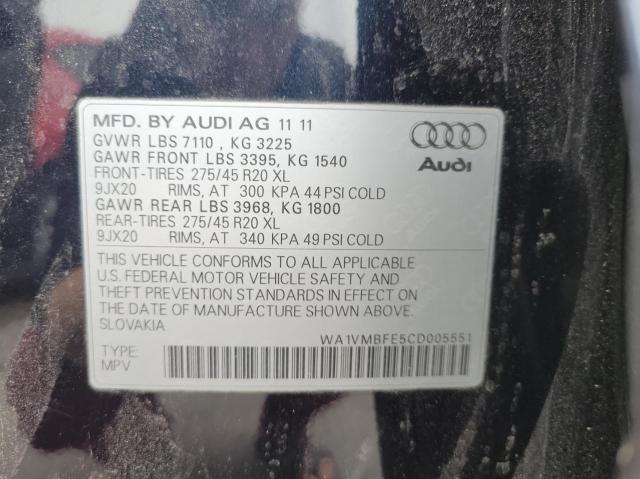 MFD. BY AUDI AG 11 11
GVWR LBS 7110 , KG 3225
GAWR FRONT LBS 3395, KG 1540
FRONT-TIRES 275/45 R20 XL
9JX20 RIMS, AT 300 KPA 44 PSI COLD
GAWR REAR LBS 3968, KG 1800
REAR-TIRES 275/45 R20 XL
9JX20 RIMS, AT 340 KPA 49 PSI COLD
Audi
THIS VEHICLE CONFORMS TO ALL APPLICABLE
U.S. FEDERAL MOTOR VEHICLE SAFETY AND
THEFT PREVENTION STANDARDS IN EFFECT ON
THE DATE OF MANUFACTURE SHOWN ABOVE.
SLOVAKIA
WA1VMBFE5CD005551
TYPE:
MPV